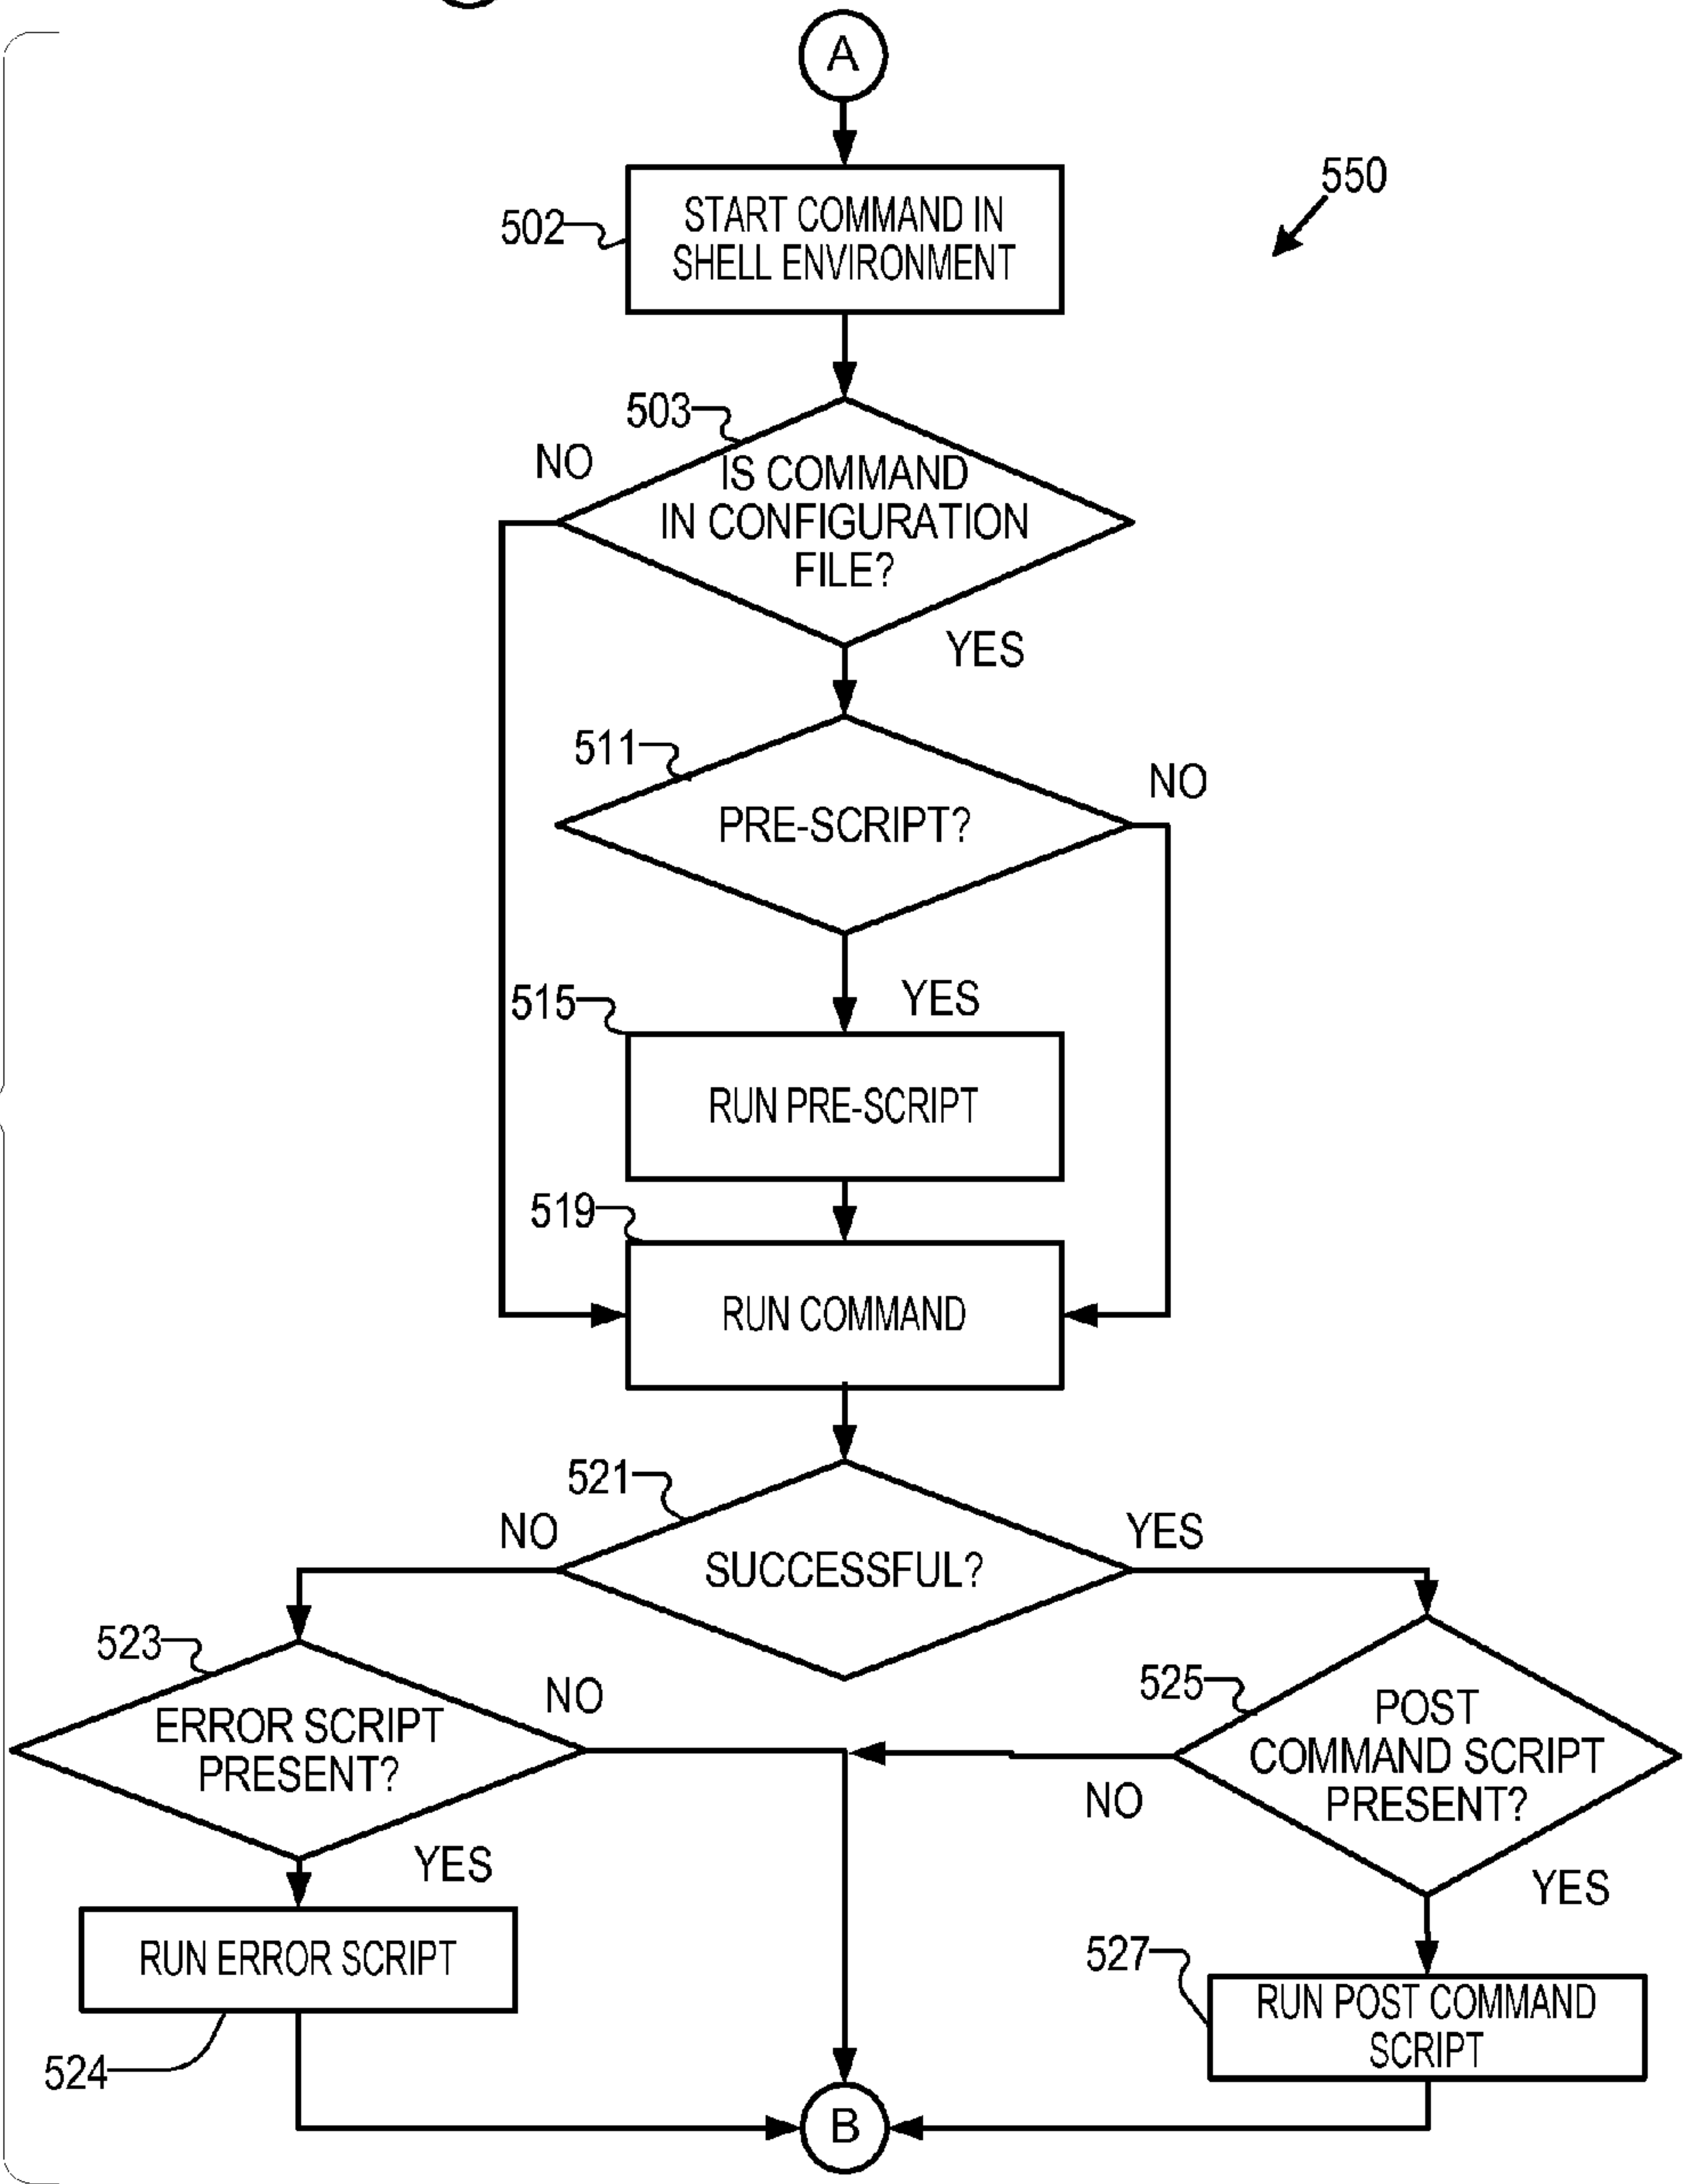 A
550
502
START COMMAND IN
SHELL ENVIRONMENT
503
NO
IS COMMAND
IN CONFIGURATION
FILE?
YES
511
NO
PRE-SCRIPT?
YES
515
RUN PRE-SCRIPT
519
RUN COMMAND
521
NO
YES
SUCCESSFUL?
523
NO
ERROR SCRIPT
PRESENT?
525
POST
COMMAND SCRIPT
PRESENT?
NO
YES
YES
RUN ERROR SCRIPT
524
527
RUN POST COMMAND
SCRIPT
B